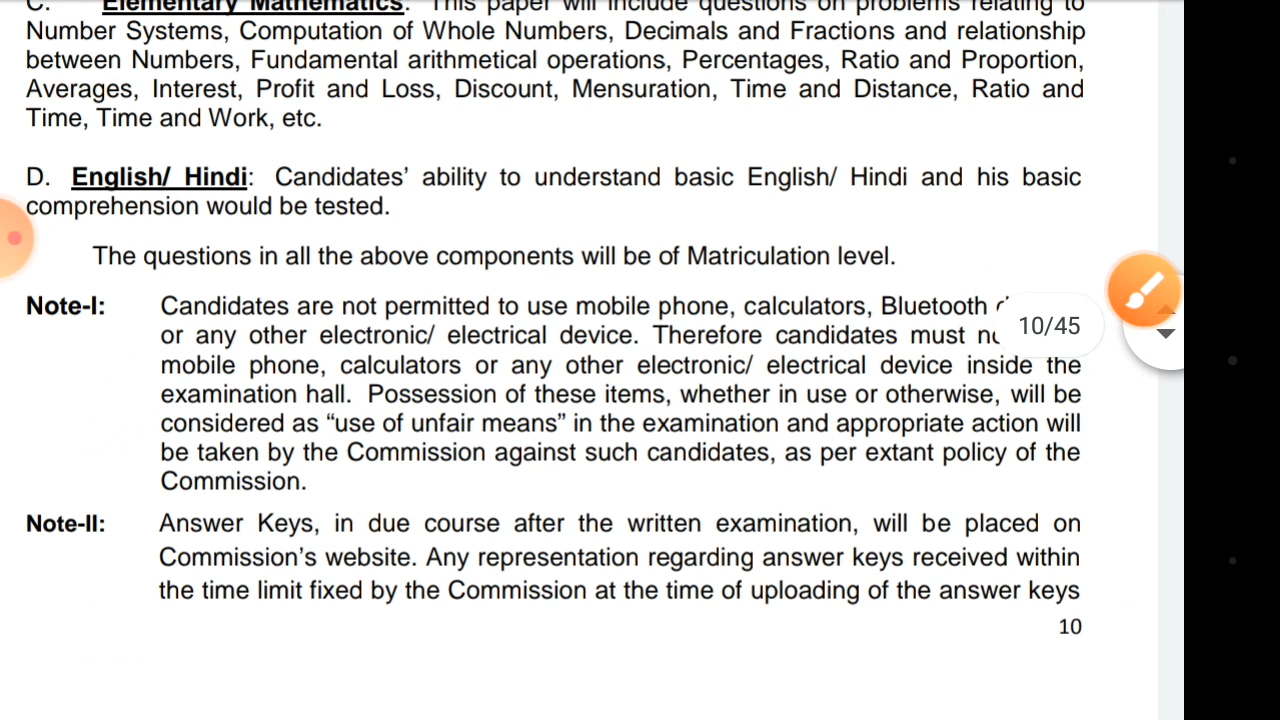 C. Elementary Mathematics: This paper will include questions on problems relating to
Number Systems, Computation of Whole Numbers, Decimals and Fractions and relationship
between Numbers, Fundamental arithmetical operations, Percentages, Ratio and Proportion,
Averages, Interest, Profit and Loss, Discount, Mensuration, Time and Distance, Ratio and
Time, Time and Work, etc.
D. English/ Hindi: Candidates’ ability to understand basic English/ Hindi and his basic
comprehension would be tested.
The questions in all the above components will be of Matriculation level.
Note-I: Candidates are not permitted to use mobile phone, calculators, Bluetooth
or any other electronic/ electrical device. Therefore candidates must
10/45
mobile phone, calculators or any other electronic/ electrical device inside the
examination hall. Possession of these items, whether in use or otherwise, will be
considered as “use of unfair means” in the examination and appropriate action will
be taken by the Commission against such candidates, as per extant policy of the
Commission.
Note-II: Answer Keys, in due course after the written examination, will be placed on
Commission’s website. Any representation regarding answer keys received within
the time limit fixed by the Commission at the time of uploading of the answer keys
10